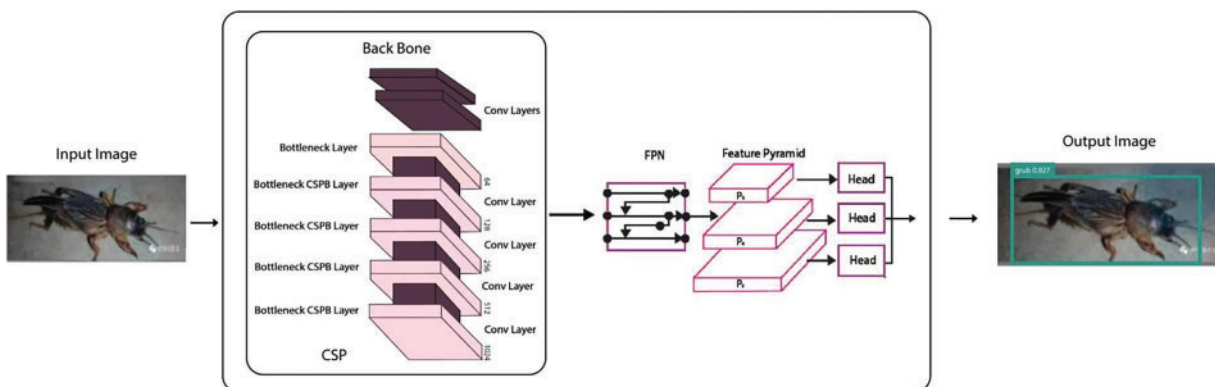 Input Image
Back Bone
Conv Layers
Bottleneck Layer
64
Bottleneck CSPB Layer
Conv Layer
128
Bottleneck CSPB Layer
Conv Layer
256
Bottleneck CSPB Layer
Conv Layer
512
Bottleneck CSPB Layer
Conv Layer
1024
CSP
FPN
Feature Pyramid
Head
Head
Head
Output Image
grub 0.927